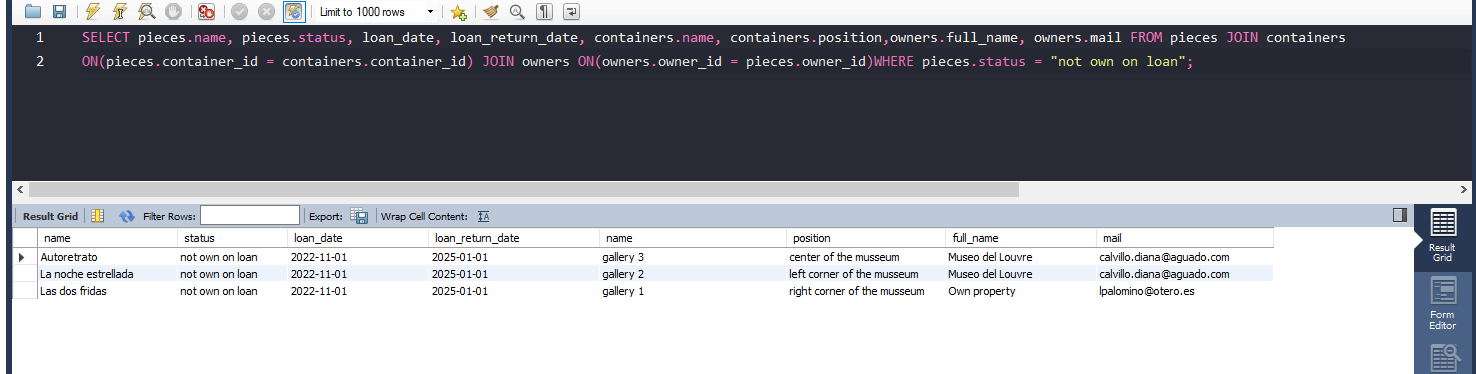 Limit to 1000 rows
1 SELECT pieces.name, pieces.status, loan_date, loan_return_date, containers.name, containers.position,owners.full_name, owners.mail FROM pieces JOIN containers
2 ON(pieces.container_id = containers.container_id) JOIN owners ON(owners.owner_id = pieces.owner_id)WHERE pieces.status = "not own on loan";
Result Grid Filter Rows: Export: Wrap Cell Content: IA
name status loan_date loan_return_date name position full_name mail
Autoretrato not own on loan 2022-11-01 2025-01-01 gallery 3 center of the musseum Museo del Louvre calvillo.diana@aguado.com
La noche estrellada not own on loan 2022-11-01 2025-01-01 gallery 2 left corner of the musseum Museo del Louvre calvillo.diana@aguado.com
Las dos fridas not own on loan 2022-11-01 2025-01-01 gallery 1 right corner of the musseum Own property lpalomino@otero.es
Result
Grid
Form
Editor